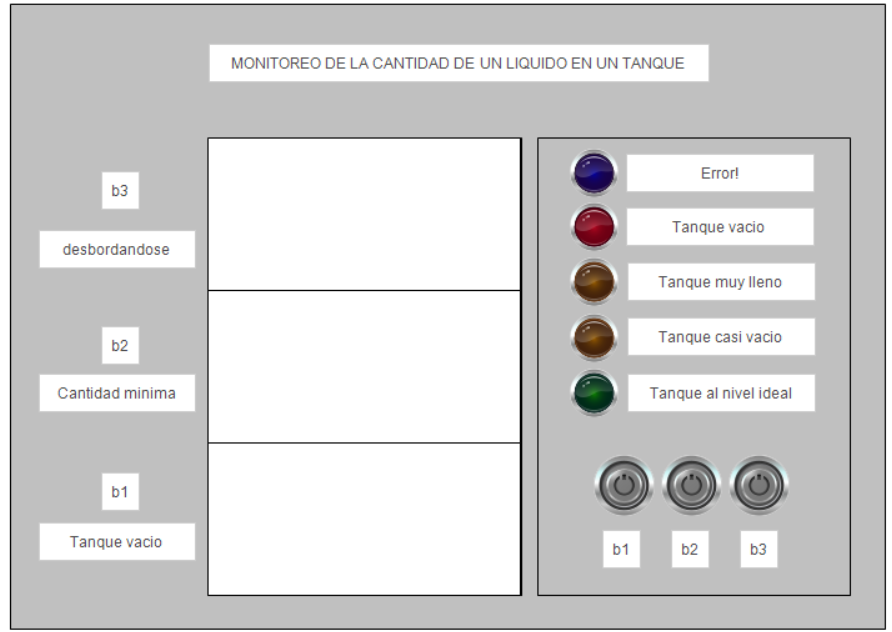 MONITOREO DE LA CANTIDAD DE UN LIQUIDO EN UN TANQUE
b3
desbordandose
b2
Cantidad minima
b1
Tanque vacio
Error!
Tanque vacio
Tanque muy lleno
Tanque casi vacio
Tanque al nivel ideal
b1 b2 b3